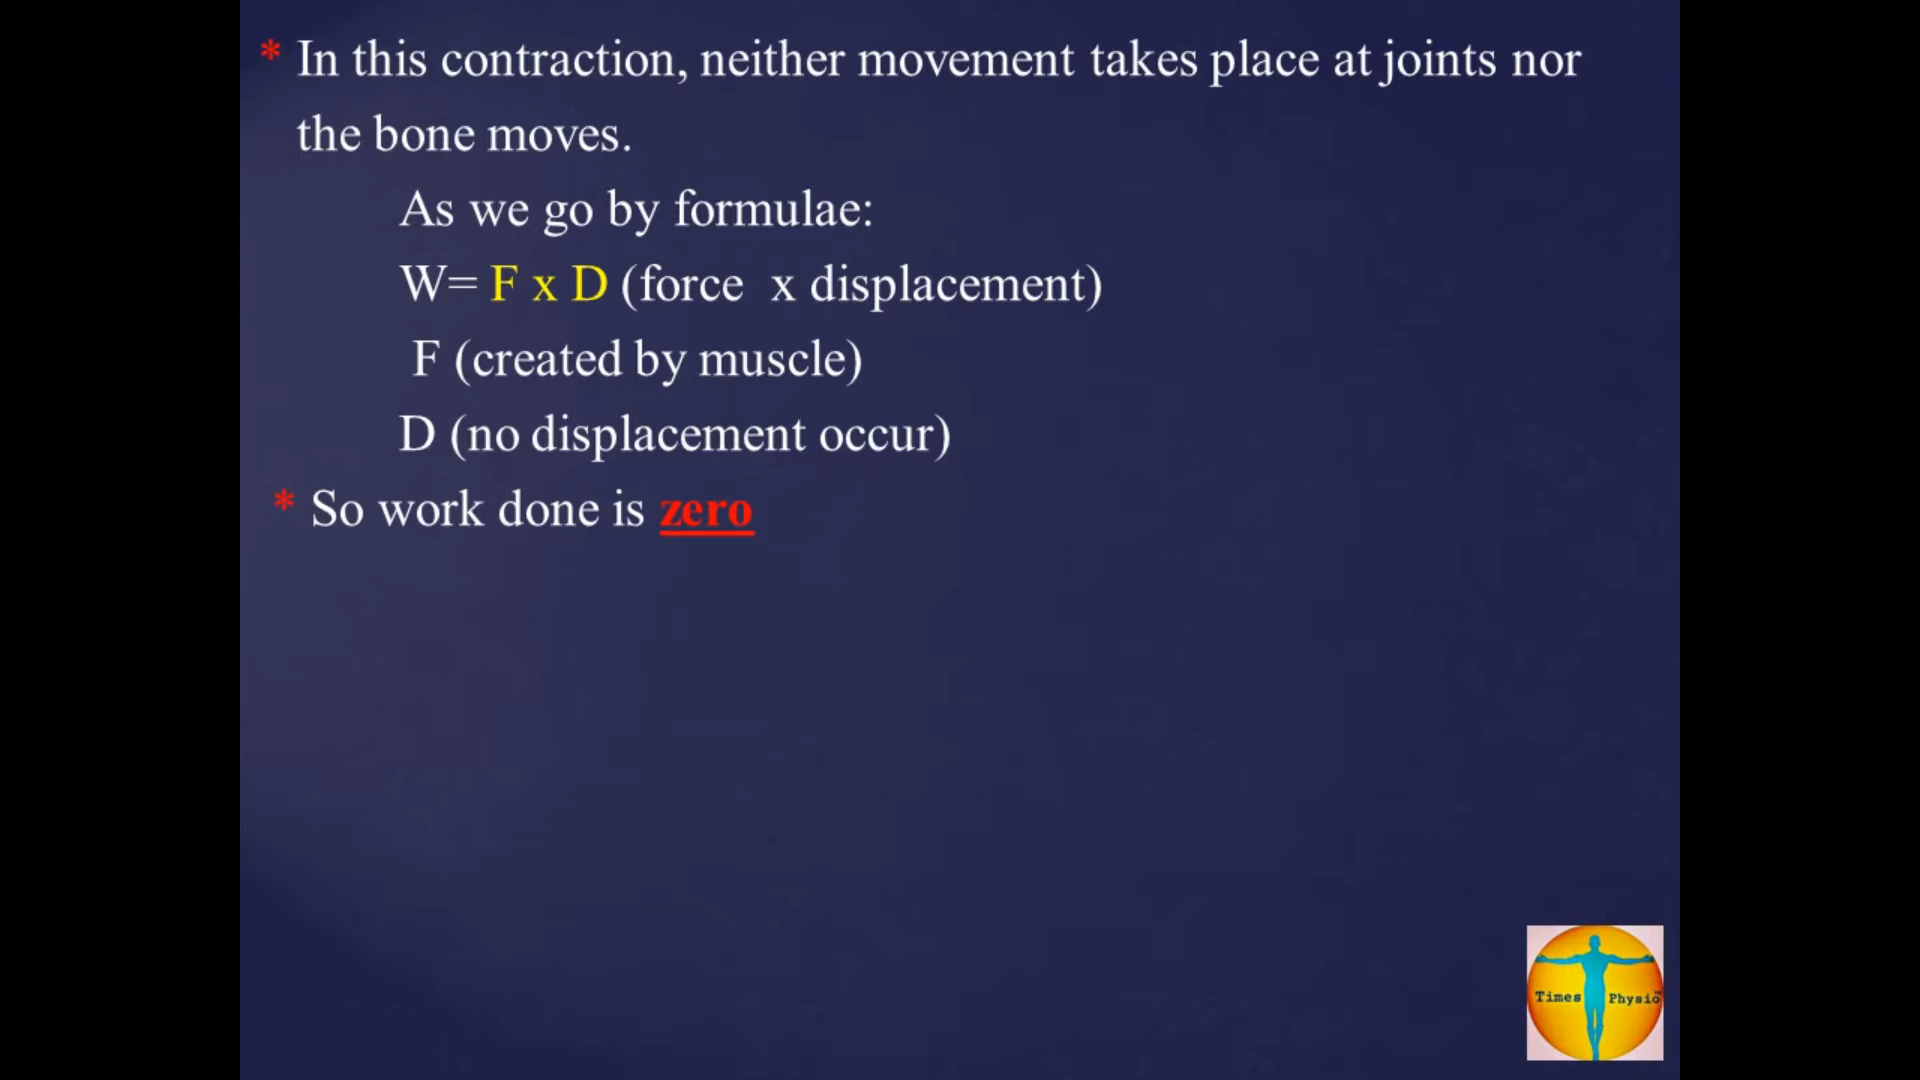 * In this contraction, neither movement takes place at joints nor
the bone moves.
As we go by formulae:
W= F x D (force x displacement)
F (created by muscle)
D (no displacement occur)
* So work done is zero
Times Physio